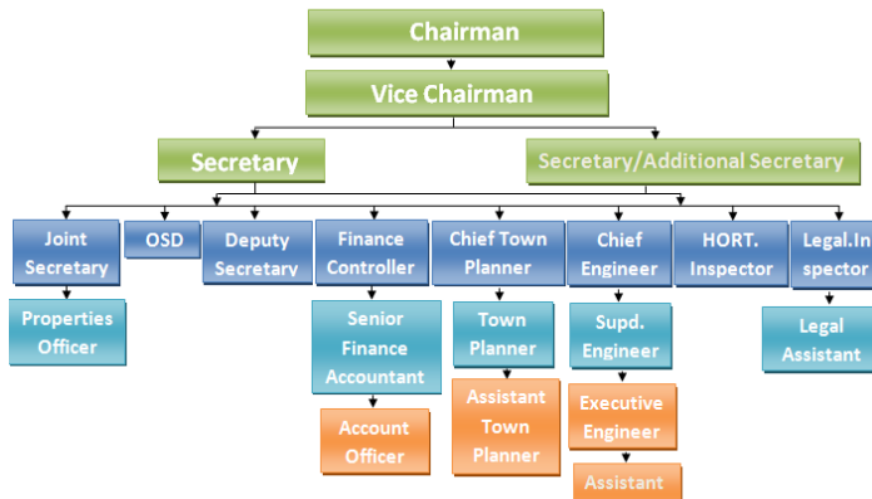 Chairman
Vice Chairman
Secretary
Secretary/Additional Secretary
Joint
Secretary
OSD
Deputy
Secretary
Finance
Controller
Chief Town
Planner
Chief
Engineer
HORT.
Inspector
Legal.In
spector
Properties
Officer
Senior
Finance
Accountant
Town
Planner
Supd.
Engineer
Legal
Assistant
Account
Officer
Assistant
Town
Planner
Executive
Engineer
Assistant